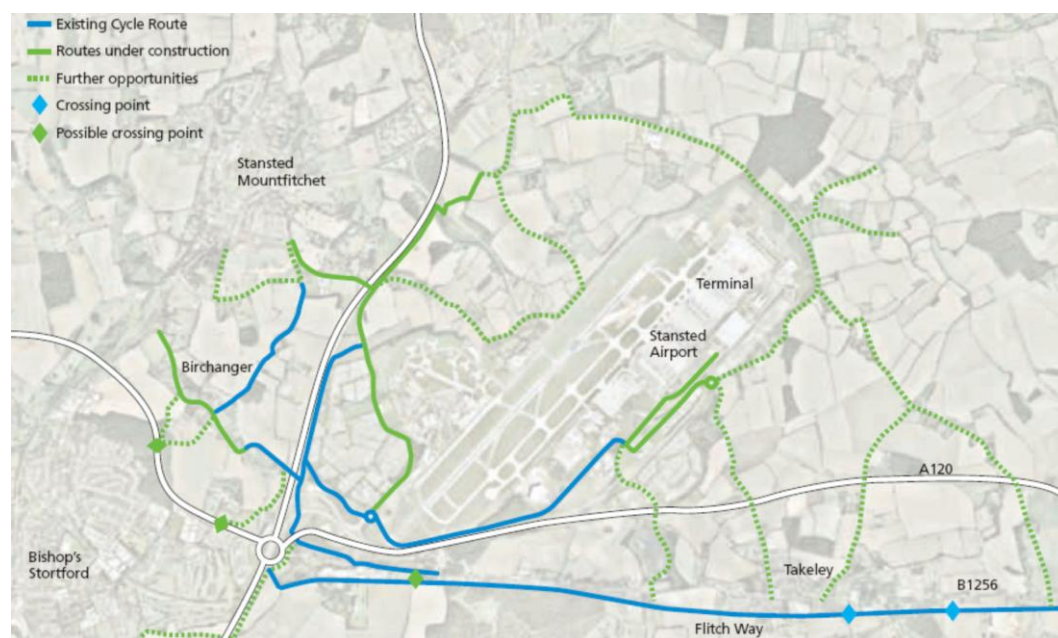 Existing Cycle Route
Routes under construction
Further opportunities
Crossing point
Possible crossing point
Stansted
Mountfitchet
Terminal
Stansted
Airport
Birchanger
A120
Bishop's
Stortford
Takeley
B1256
Flitch Way